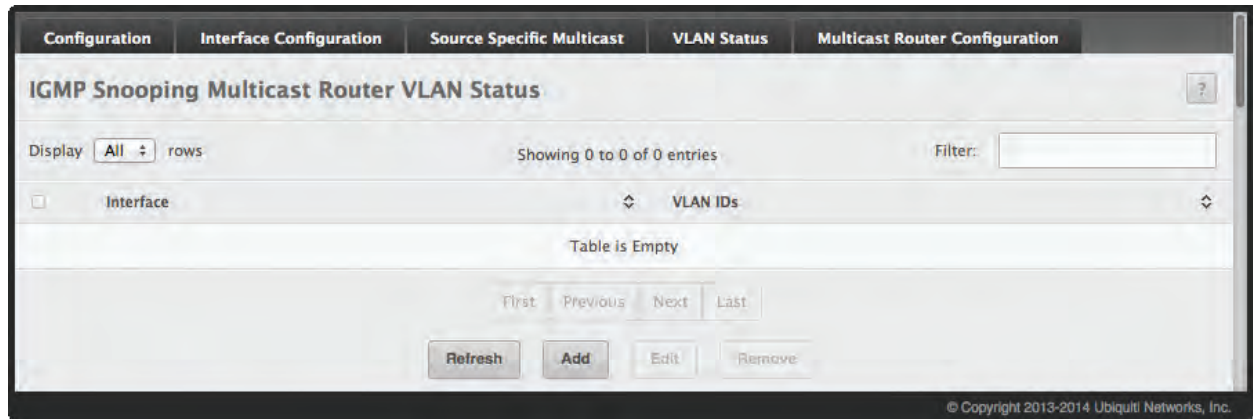 Configuration Interface Configuration Source Specific Multicast VLAN Status Multicast Router Configuration
IGMP Snooping Multicast Router VLAN Status ?
Display All rows Showing 0 to 0 of 0 entries Filter:
Interface VLAN IDs
Table is Empty
First Previous Next Last
Refresh Add Edit Remove
© Copyright 2013-2014 Ubiquiti Networks, Inc.